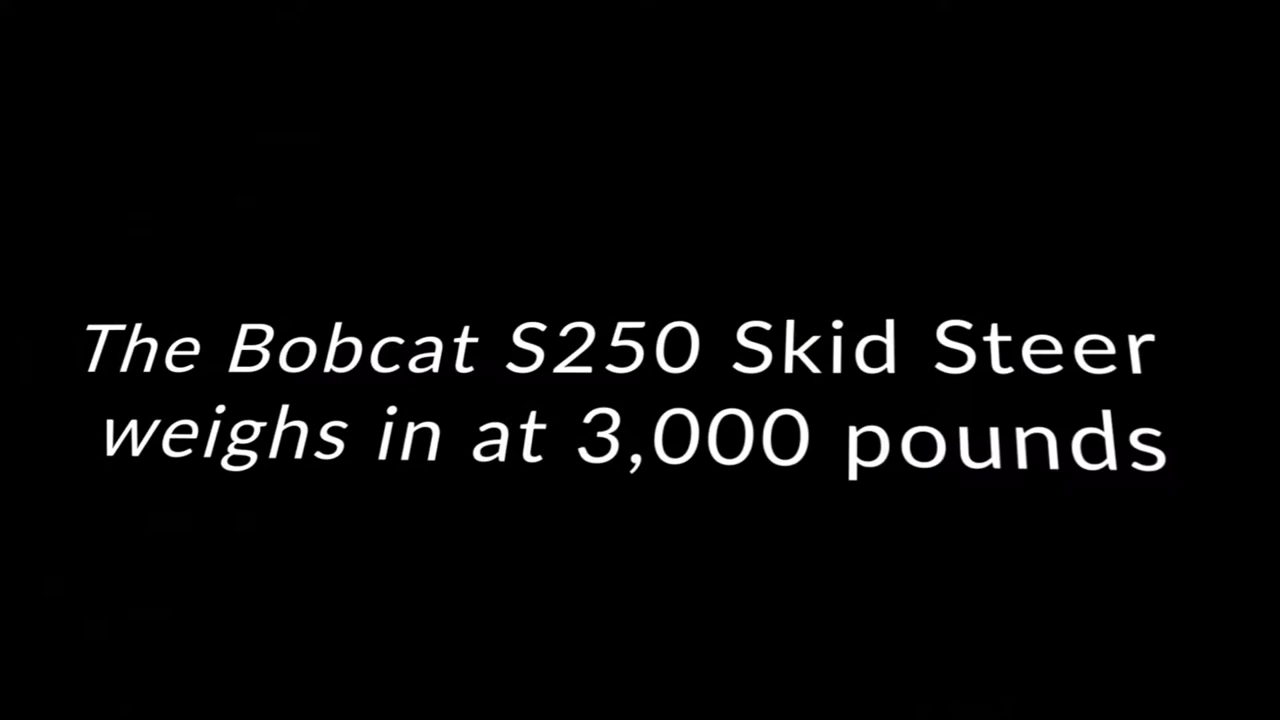 The Bobcat S250 Skid Steer
weighs in at 3,000 pounds